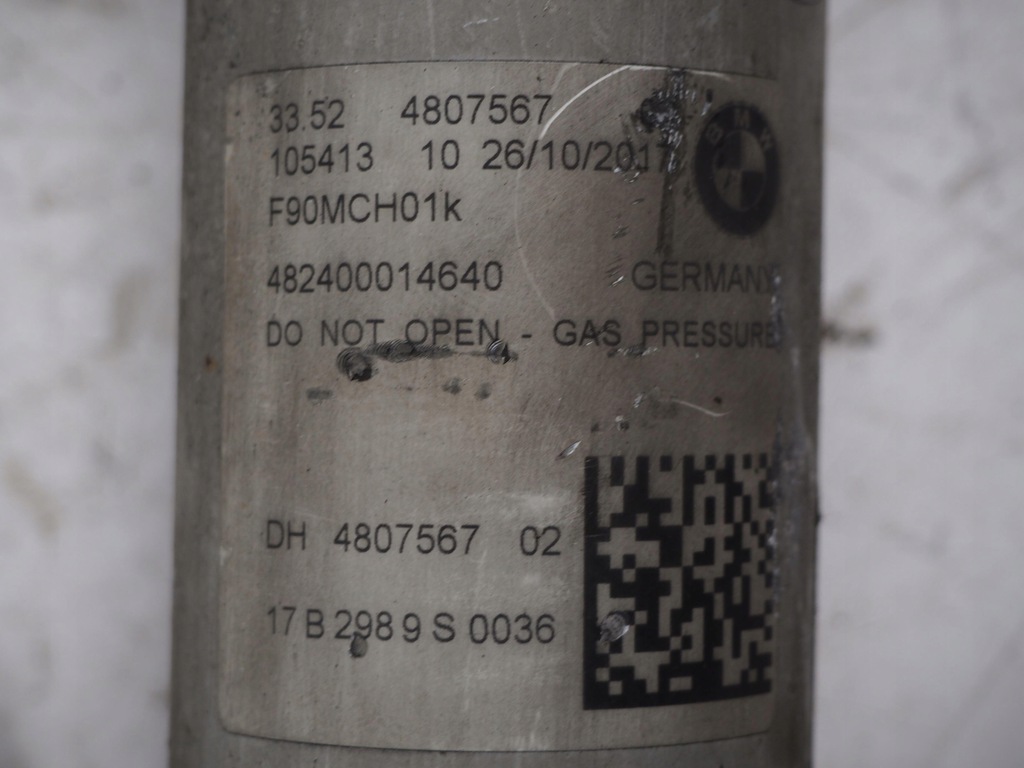 33.52 4807567
105413 10 26/10/2017
BMW
F90MCH01k
482400014640 GERMANY
DO NOT OPEN - GAS PRESSURE
DH 4807567 02
17 B 298 9 S 0036